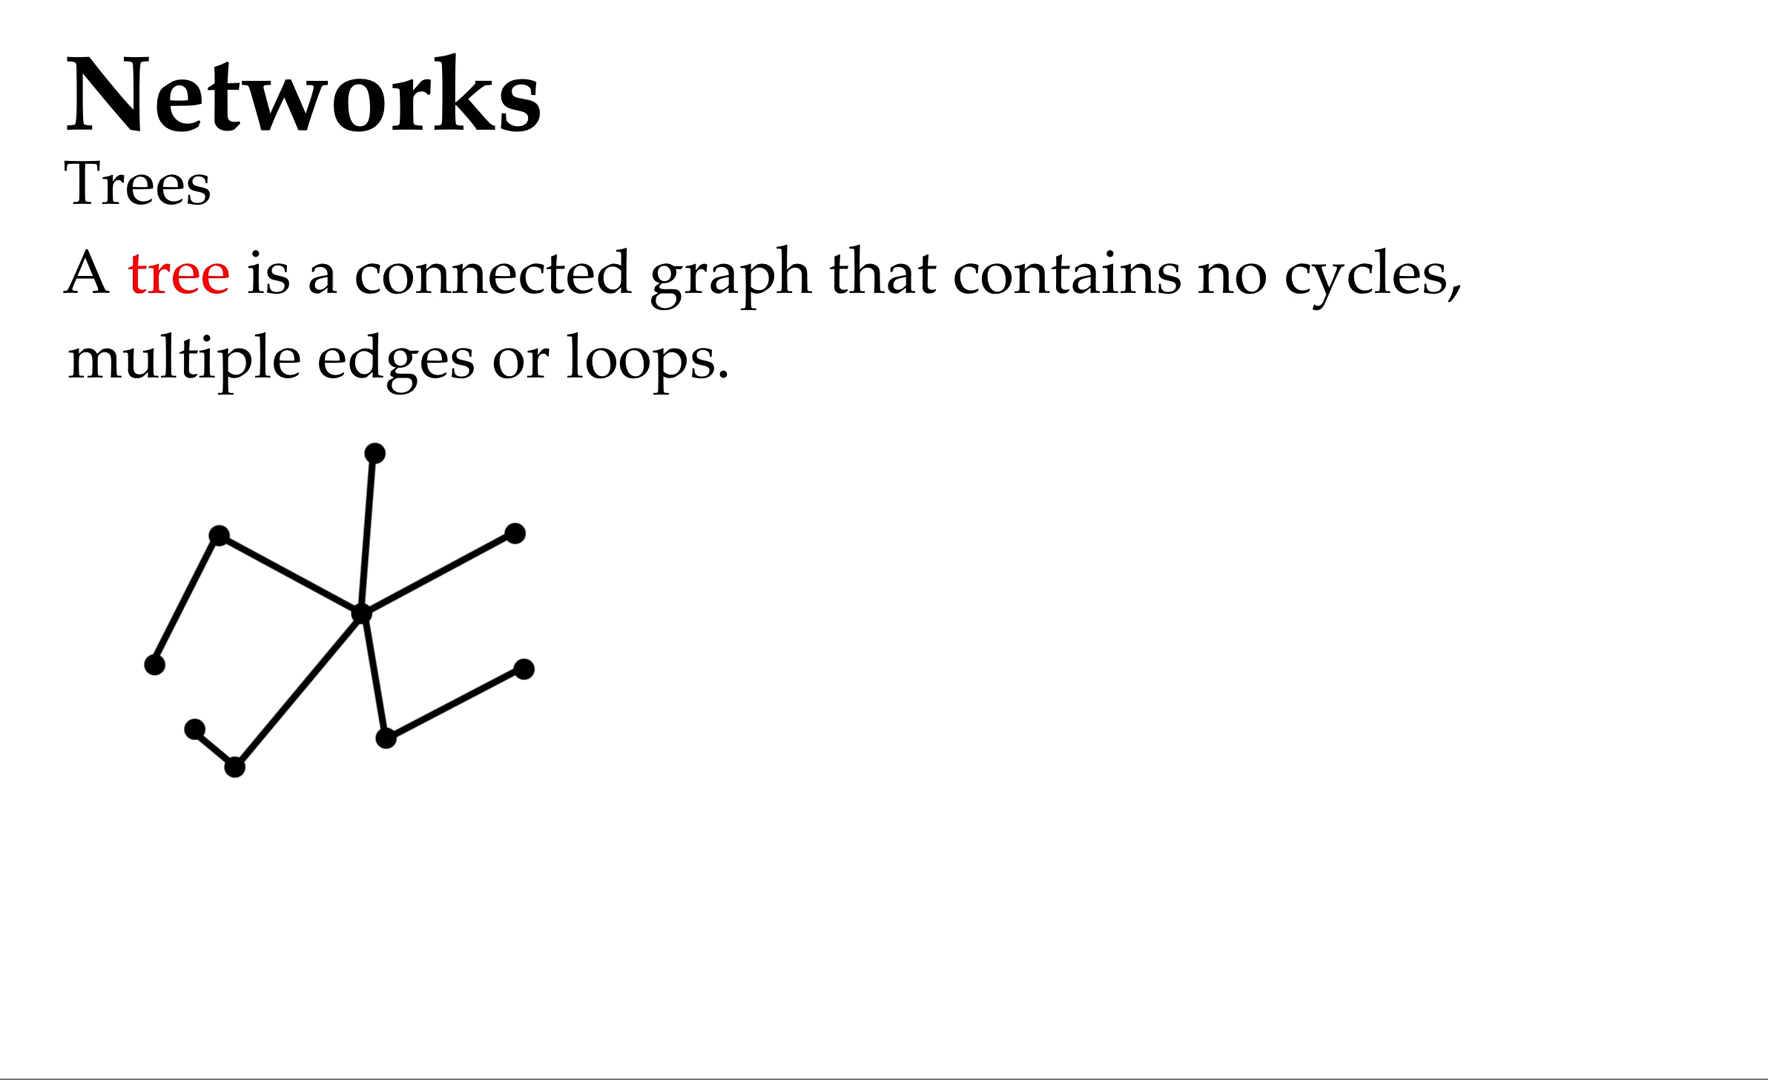 Networks
Trees
A tree is a connected graph that contains no cycles,
multiple edges or loops.